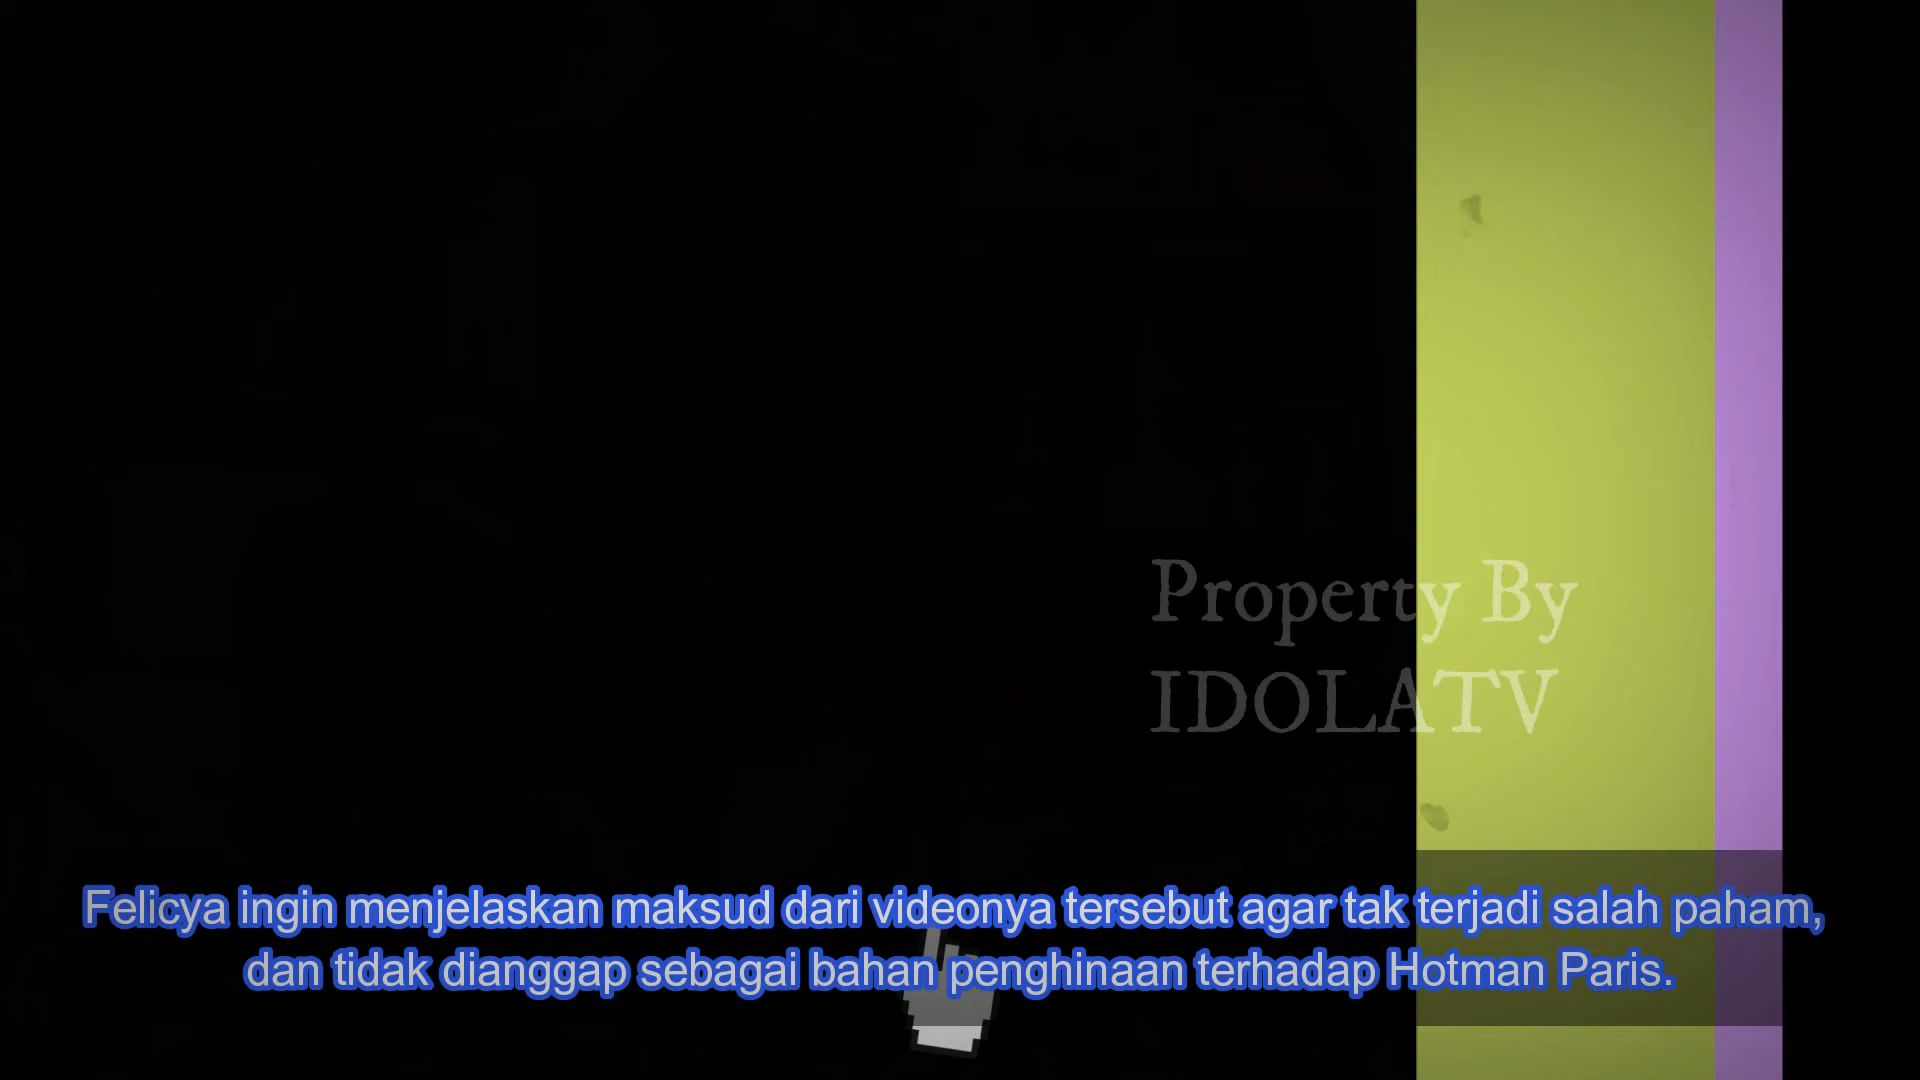 Property By
IDOLATV
Felicya ingin menjelaskan maksud dari videonya tersebut agar tak terjadi salah paham,
dan tidak dianggap sebagai bahan penghinaan terhadap Hotman Paris.